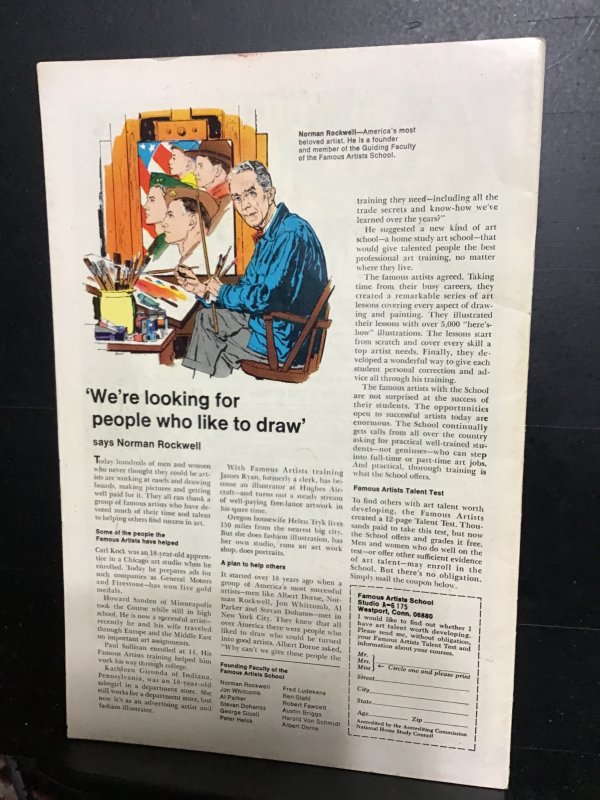 Norman Rockwell—America's most
beloved artist. He is a founder
and member of the Guiding Faculty
of the Famous Artists School.
'We're looking for
people who like to draw'
says Norman Rockwell
Today hundreds of men and women
who never thought they could be art-
ists are working at easels and drawing
boards, making pictures and getting
well paid for it. They all can thank a
group of famous artists who have de-
voted much of their time and talent
to helping others find success in art.
Some of the people the
Famous Artists have helped
Carl Kock was an 18-year-old appren-
tice in a Chicago art studio when he
enrolled. Today he prepares ads for
such companies as General Motors
and Firestone—has won five gold
medals.
Howard Sanden of Minneapolis
took the Course while still in high
school. He is now a successful artist—
recently he and his wife traveled
through Europe and the Middle East
on important art assignments.
Paul Sullivan enrolled at 14. His
Famous Artists training helped him
work his way through college.
Kathleen Gironda of Indiana,
Pennsylvania, was an 18-year-old
salesgirl in a department store. She
still works for a department store, but
now it's as an advertising artist and
fashion illustrator.
With Famous Artists training
James Ryan, formerly a clerk, has be-
come an illustrator at Hughes Air-
craft—and turns out a steady stream
of well-paying free-lance artwork in
his spare time.
Oregon housewife Helen Tryk lives
150 miles from the nearest big city.
But she does fashion illustration, has
her own studio, runs an art work
shop, does portraits.
A plan to help others
It started over 18 years ago when a
group of America's most successful
artists—men like Albert Dorne, Nor-
man Rockwell, Jon Whitcomb, Al
Parker and Stevan Dohanos—met in
New York City. They knew that all
over America there were people who
liked to draw who could be turned
into good artists. Albert Dorne asked,
"Why can't we give these people the
Founding Faculty of the
Famous Artists School
Norman Rockwell
Jon Whitcomb
Al Parker
Stevan Dohanos
George Giusti
Peter Helck
Fred Ludekens
Ben Stahl
Robert Fawcett
Austin Briggs
Harold Von Schmidt
Albert Dorne
training they need—including all the
trade secrets and know-how we've
learned over the years?"
He suggested a new kind of art
school—a home study art school—that
would give talented people the best
professional art training, no matter
where they live.
The famous artists agreed. Taking
time from their busy careers, they
created a remarkable series of art
lessons covering every aspect of draw-
ing and painting. They illustrated
their lessons with over 5,000 "here's-
how" illustrations. The lessons start
from scratch and cover every skill a
top artist needs. Finally, they de-
veloped a wonderful way to give each
student personal correction and ad-
vice all through his training.
The famous artists with the School
are not surprised at the success of
their students. The opportunities
open to successful artists today are
enormous. The School continually
gets calls from all over the country
asking for practical well-trained stu-
dents—not geniuses—who can step
into full-time or part-time art jobs.
And practical, thorough training is
what the School offers.
Famous Artists Talent Test
To find others with art talent worth
developing, the Famous Artists
created a 12-page Talent Test. Thou-
sands paid to take this test, but now
the School offers and grades it free.
Men and women who do well on the
test—or offer other sufficient evidence
of art talent—may enroll in the
School. But there's no obligation.
Simply mail the coupon below.
Famous Artists School
Studio A-6175
Westport, Conn. 06880
I would like to find out whether I
have art talent worth developing.
Please send me, without obligation,
your Famous Artists Talent Test and
information about your courses.
Mr.
Mrs. ← Circle one and please print
Miss
Street
City
State
Age Zip
Accredited by the Accrediting Commission
National Home Study Council